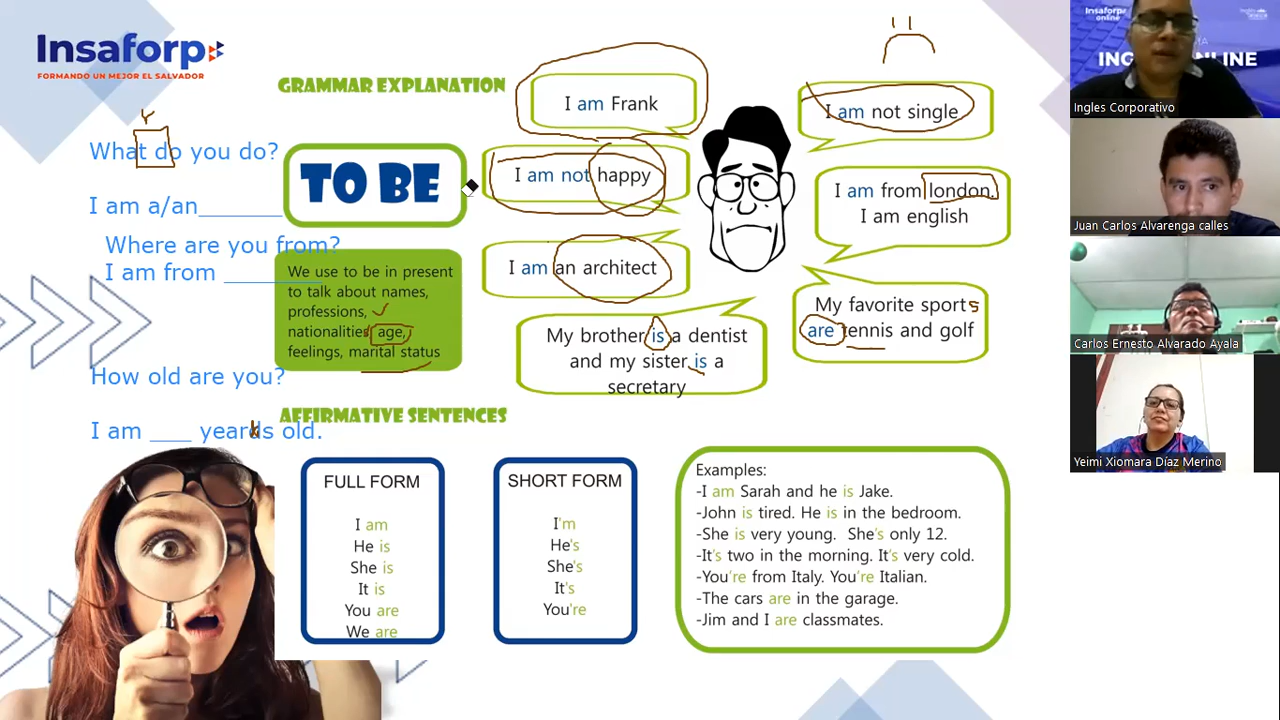 Insaforp
FORMANDO UN MEJOR EL SALVADOR
GRAMMAR EXPLANATION
What do you do?
I am a/an_______
Where are you from?
I am from ________
How old are you?
I am ___ years old.
TO BE
We use to be in present
to talk about names,
professions,
nationalities, age,
feelings, marital status
I am Frank
I am not happy
I am an architect
My brother is a dentist
and my sister is a
secretary
I am not single
I am from london.
I am english
My favorite sports
are tennis and golf
AFFIRMATIVE SENTENCES
FULL FORM
I am
He is
She is
It is
You are
We are
SHORT FORM
I'm
He's
She's
It's
You're
Examples:
-I am Sarah and he is Jake.
-John is tired. He is in the bedroom.
-She is very young. She's only 12.
-It's two in the morning. It's very cold.
-You're from Italy. You're Italian.
-The cars are in the garage.
-Jim and I are classmates.
Insaforp
online
ONLINE
Ingles Corporativo
Juan Carlos Alvarenga calles
Carlos Ernesto Alvarado Ayala
Yeimi Xiomara Díaz Merino